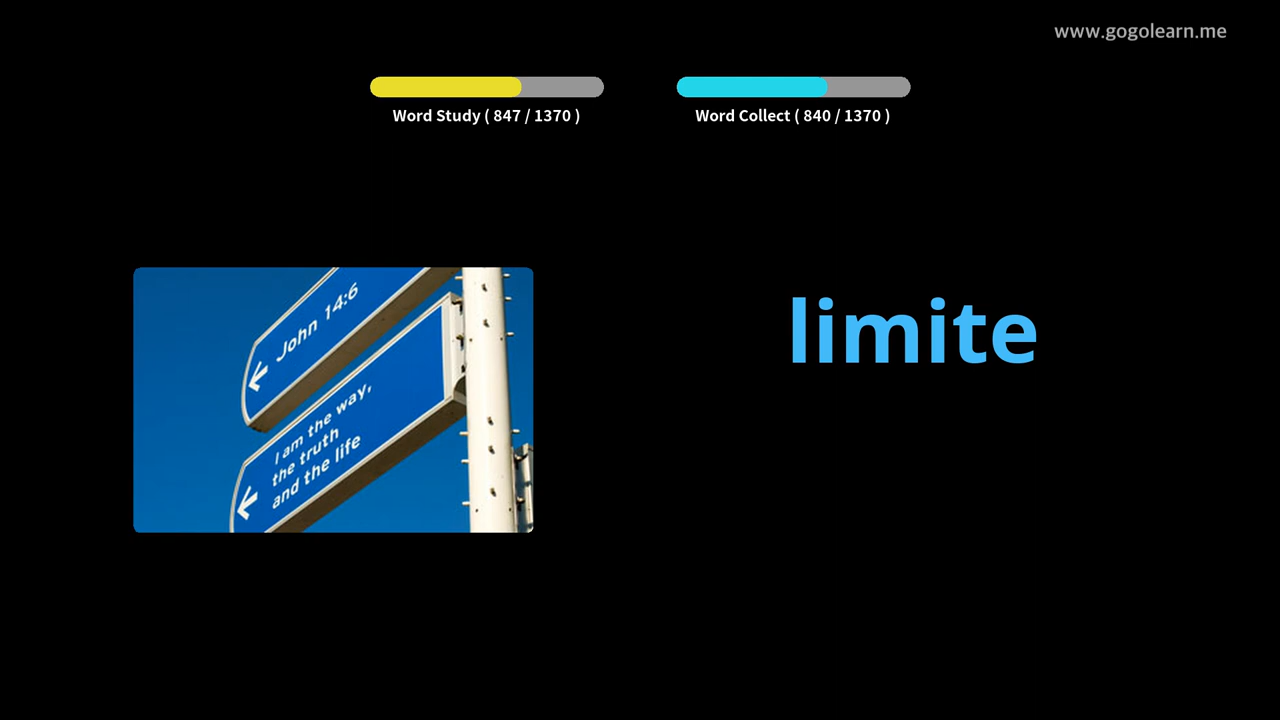 www.gogolearn.me
Word Study ( 847 / 1370 )
Word Collect ( 840 / 1370 )
John 14:6
I am the way,
the truth
and the life
limite